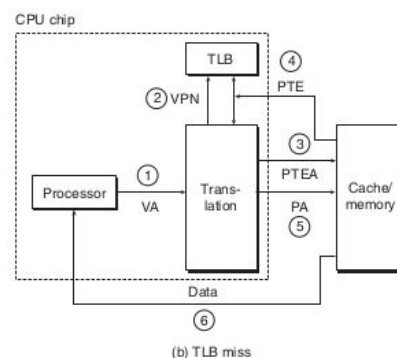 CPU chip
TLB
④
② VPN
PTE
③
①
Processor
Trans-
lation
Cache/
memory
VA
PTEA
PA
⑤
Data
⑥
(b) TLB miss